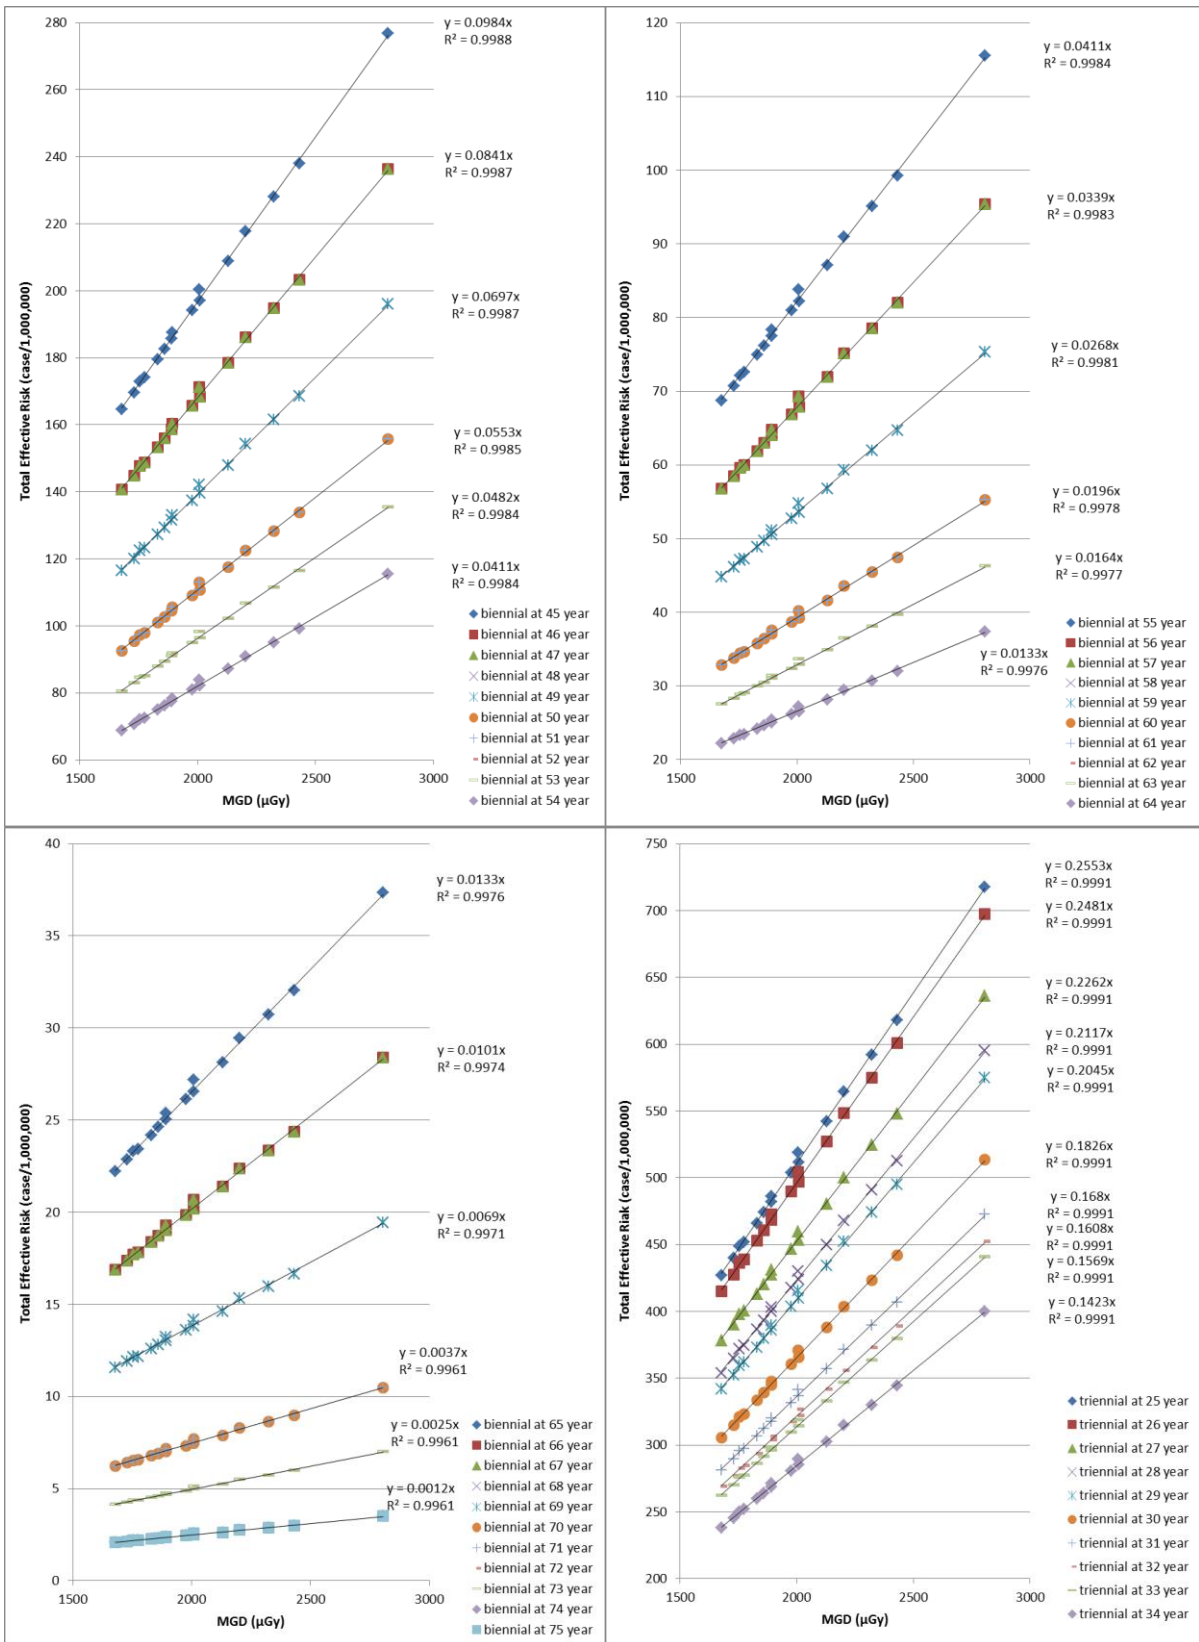 280
260
240
220
200
180
160
140
120
100
80
60
Total Effective Risk (case/1,000,000)
y = 0.0984x
R² = 0.9988
y = 0.0841x
R² = 0.9987
y = 0.0697x
R² = 0.9987
y = 0.0553x
R² = 0.9985
y = 0.0482x
R² = 0.9984
y = 0.0411x
R² = 0.9984
biennial at 45 year
biennial at 46 year
biennial at 47 year
biennial at 48 year
biennial at 49 year
biennial at 50 year
biennial at 51 year
biennial at 52 year
biennial at 53 year
biennial at 54 year
1500 2000 2500 3000
MGD (µGy)
120
110
100
90
80
70
60
50
40
30
20
Total Effective Risk (case/1,000,000)
y = 0.0411x
R² = 0.9984
y = 0.0339x
R² = 0.9983
y = 0.0268x
R² = 0.9981
y = 0.0196x
R² = 0.9978
y = 0.0164x
R² = 0.9977
y = 0.0133x
R² = 0.9976
biennial at 55 year
biennial at 56 year
biennial at 57 year
biennial at 58 year
biennial at 59 year
biennial at 60 year
biennial at 61 year
biennial at 62 year
biennial at 63 year
biennial at 64 year
1500 2000 2500 3000
MGD (µGy)
40
35
30
25
20
15
10
5
0
Total Effective Risk (case/1,000,000)
y = 0.0133x
R² = 0.9976
y = 0.0101x
R² = 0.9974
y = 0.0069x
R² = 0.9971
y = 0.0037x
R² = 0.9961
y = 0.0025x
R² = 0.9961
y = 0.0012x
R² = 0.9961
biennial at 65 year
biennial at 66 year
biennial at 67 year
biennial at 68 year
biennial at 69 year
biennial at 70 year
biennial at 71 year
biennial at 72 year
biennial at 73 year
biennial at 74 year
biennial at 75 year
1500 2000 2500 3000
MGD (µGy)
750
700
650
600
550
500
450
400
350
300
250
200
Total Effective Riak (case/1,000,000)
y = 0.2553x
R² = 0.9991
y = 0.2481x
R² = 0.9991
y = 0.2262x
R² = 0.9991
y = 0.2117x
R² = 0.9991
y = 0.2045x
R² = 0.9991
y = 0.1826x
R² = 0.9991
y = 0.168x
R² = 0.9991
y = 0.1608x
R² = 0.9991
y = 0.1569x
R² = 0.9991
y = 0.1423x
R² = 0.9991
triennial at 25 year
triennial at 26 year
triennial at 27 year
triennial at 28 year
triennial at 29 year
triennial at 30 year
triennial at 31 year
triennial at 32 year
triennial at 33 year
triennial at 34 year
1500 2000 2500 3000
MGD (µGy)